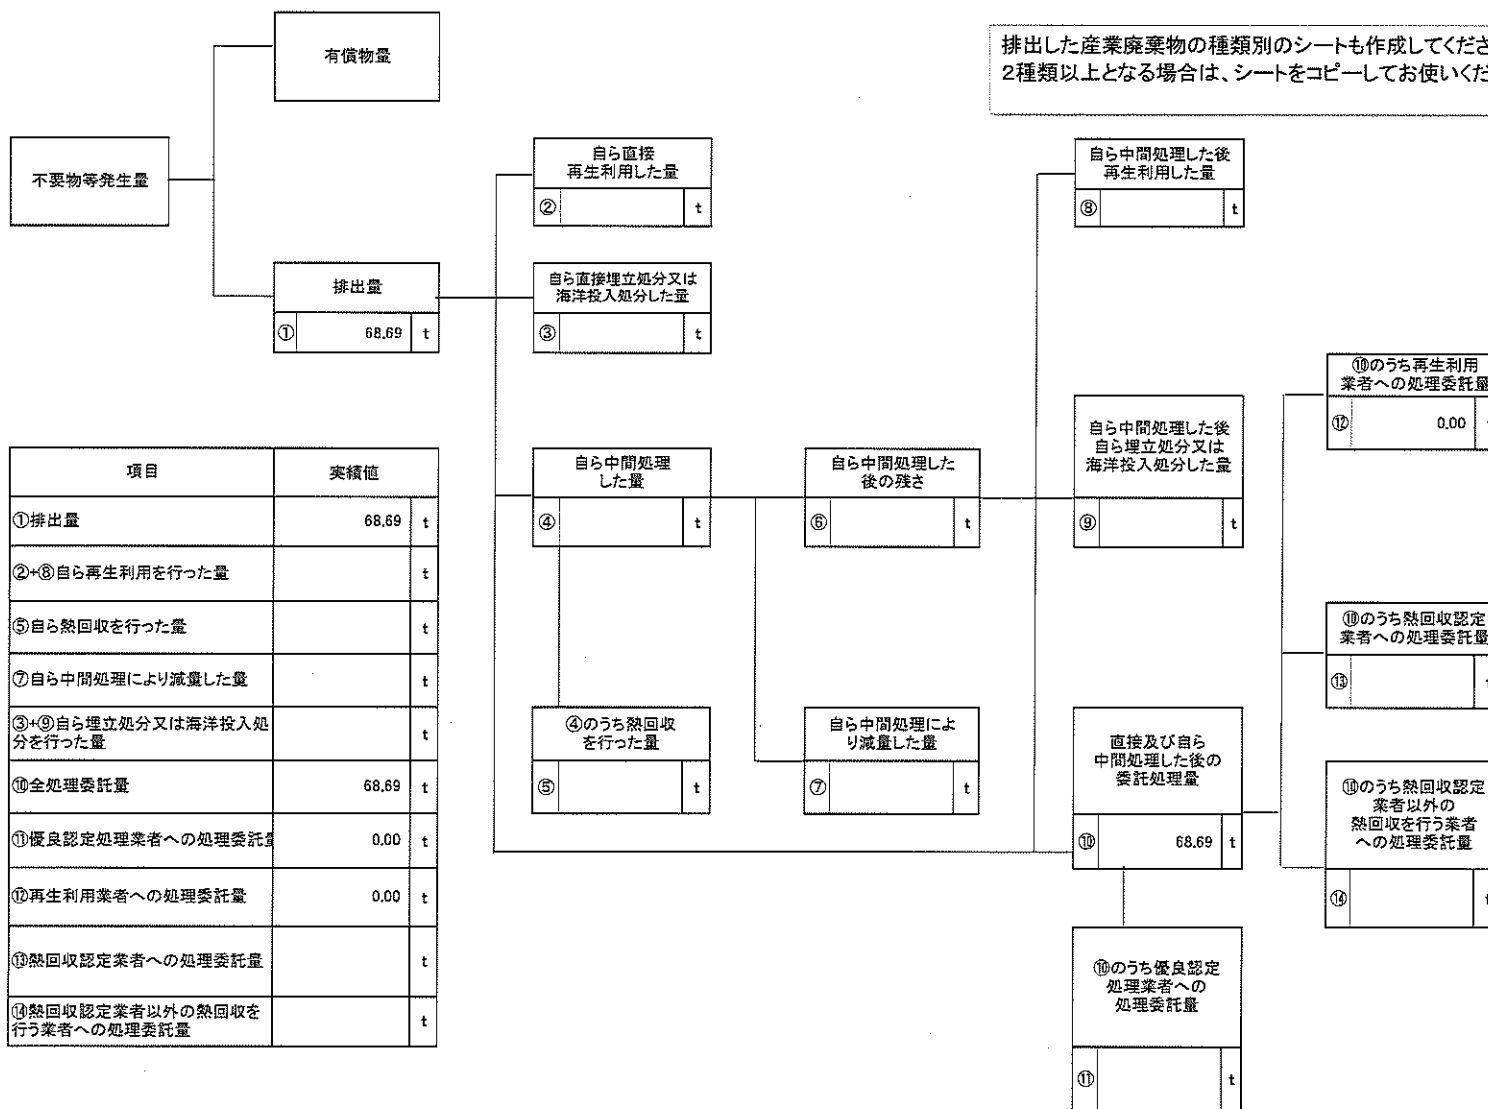 有償物量
排出した産業廃棄物の種類別のシートも作成してくださ
2種類以上となる場合は、シートをコピーしてお使いくだ
不要物等発生量
自ら直接
再生利用した量
② t
自ら中間処理した後
再生利用した量
⑧ t
排出量
① 68.69 t
自ら直接埋立処分又は
海洋投入処分した量
③ t
⑩のうち再生利用
業者への処理委託量
⑫ 0.00
自ら中間処理
した量
④ t
自ら中間処理した
後の残さ
⑥ t
自ら中間処理した後
自ら埋立処分又は
海洋投入処分した量
⑨ t
⑩のうち熱回収認定
業者への処理委託量
⑬ t
④のうち熱回収
を行った量
⑤ t
自ら中間処理によ
り減量した量
⑦ t
直接及び自ら
中間処理した後の
委託処理量
⑩ 68.69 t
⑩のうち熱回収認定
業者以外の
熱回収を行う業者
への処理委託量
⑭ t
⑩のうち優良認定
処理業者への
処理委託量
⑪ t
項目 実績値
①排出量 68.69 t
②+⑧自ら再生利用を行った量 t
⑤自ら熱回収を行った量 t
⑦自ら中間処理により減量した量 t
③+⑨自ら埋立処分又は海洋投入処
分を行った量 t
⑩全処理委託量 68.69 t
⑪優良認定処理業者への処理委託量 0.00 t
⑫再生利用業者への処理委託量 0.00 t
⑬熱回収認定業者への処理委託量 t
⑭熱回収認定業者以外の熱回収を
行う業者への処理委託量 t